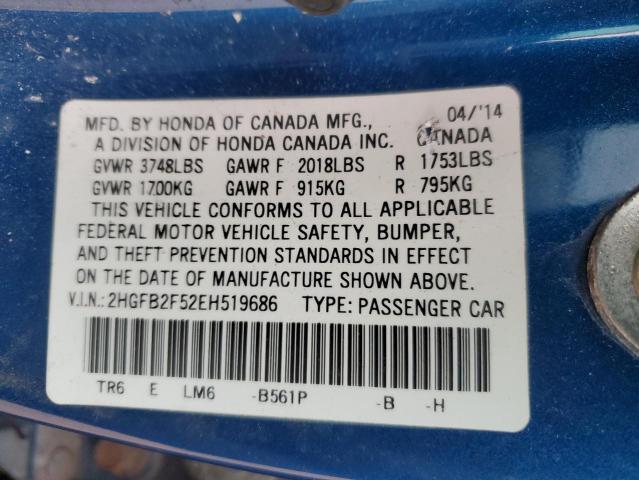 MFD. BY HONDA OF CANADA MFG., 04/'14
A DIVISION OF HONDA CANADA INC. CANADA
GVWR 3748LBS GAWR F 2018LBS R 1753LBS
GVWR 1700KG GAWR F 915KG R 795KG
THIS VEHICLE CONFORMS TO ALL APPLICABLE
FEDERAL MOTOR VEHICLE SAFETY, BUMPER,
AND THEFT PREVENTION STANDARDS IN EFFECT
ON THE DATE OF MANUFACTURE SHOWN ABOVE.
V.I.N.: 2HGFB2F52EH519686 TYPE: PASSENGER CAR
TR6 E LM6 -B561P -B -H